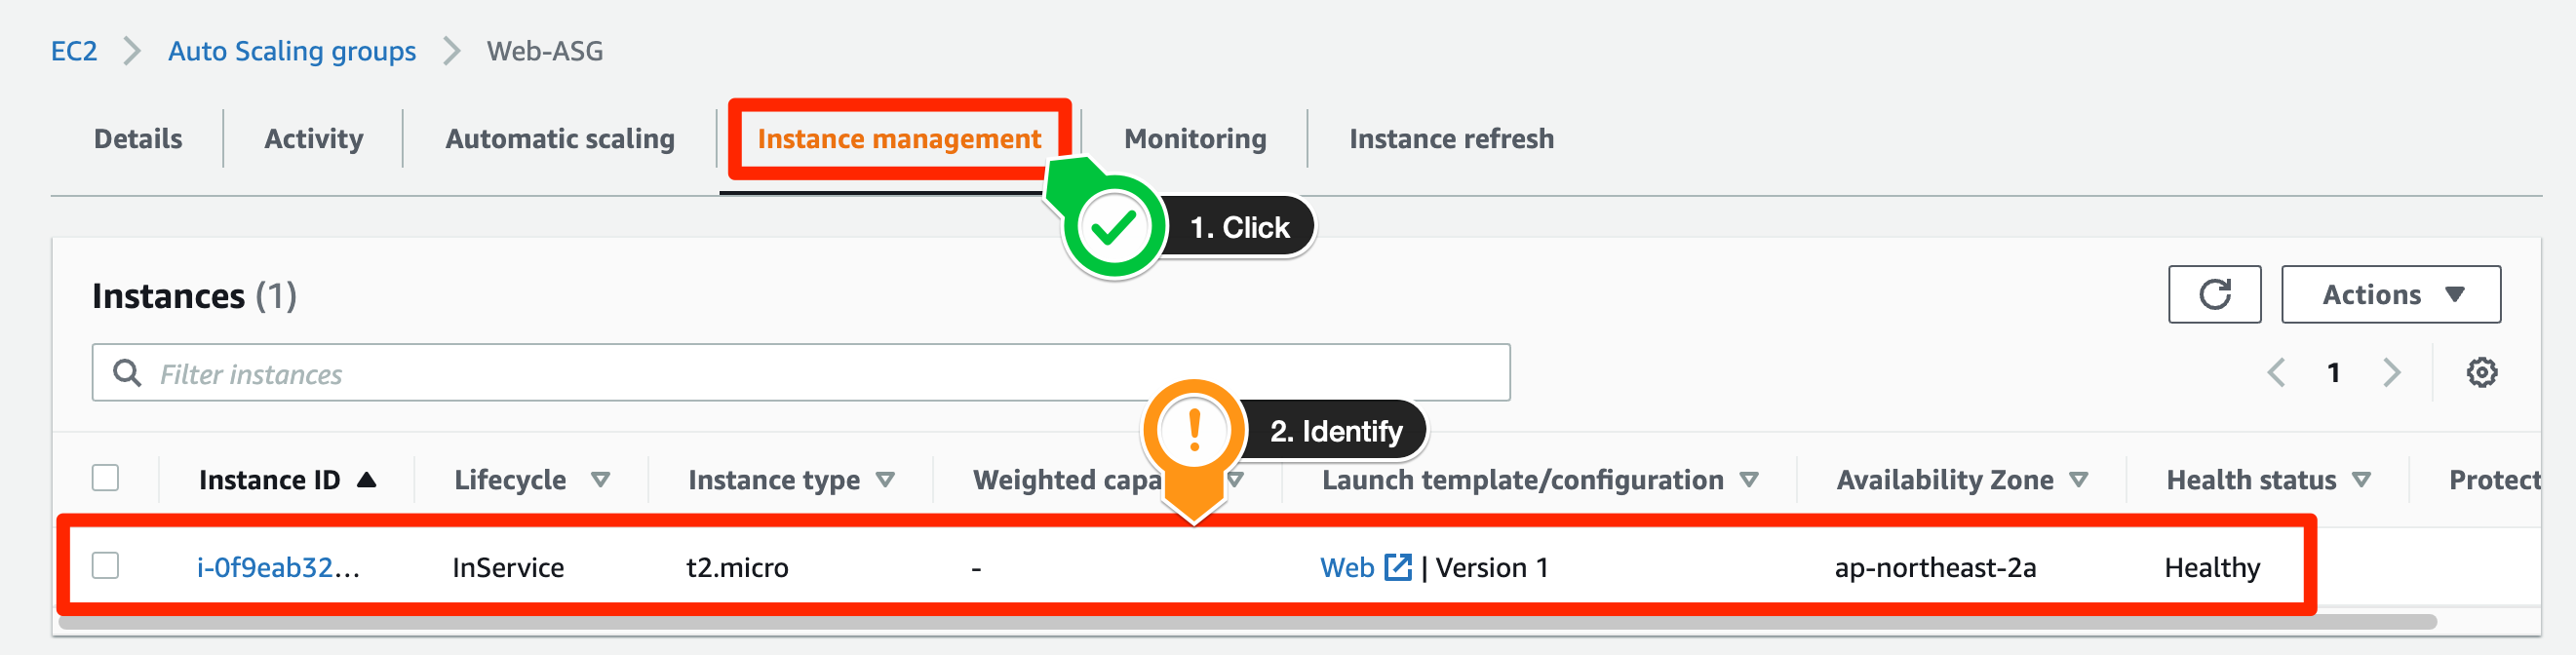 EC2 > Auto Scaling groups > Web-ASG
Details Activity Automatic scaling Instance management Monitoring Instance refresh
1. Click
Instances (1)
Actions
Filter instances
1
2. Identify
Instance ID Lifecycle Instance type Weighted capa Launch template/configuration Availability Zone Health status Protect
i-0f9eab32... InService t2.micro - Web | Version 1 ap-northeast-2a Healthy